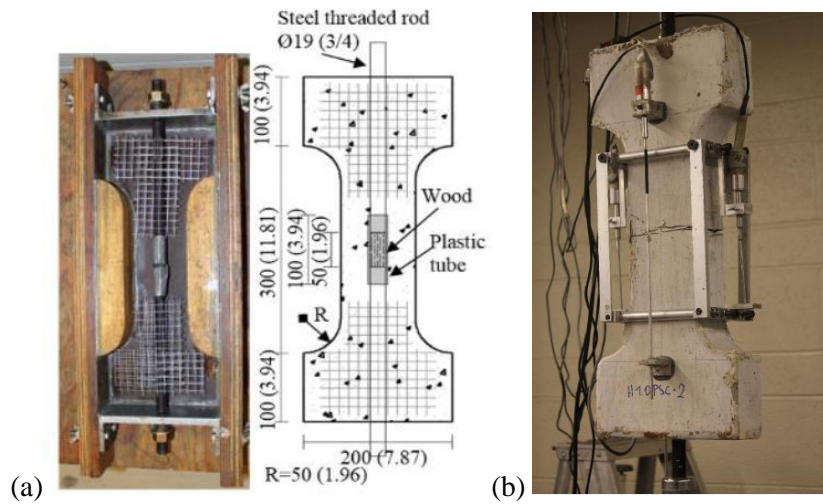 Steel threaded rod
Ø19 (3/4)
100 (3.94)
300 (11.81)
100 (3.94)
50 (1.96)
Wood
Plastic
tube
R
100 (3.94)
200 (7.87)
R=50 (1.96)
(a)
(b)
H1.0PSC-2